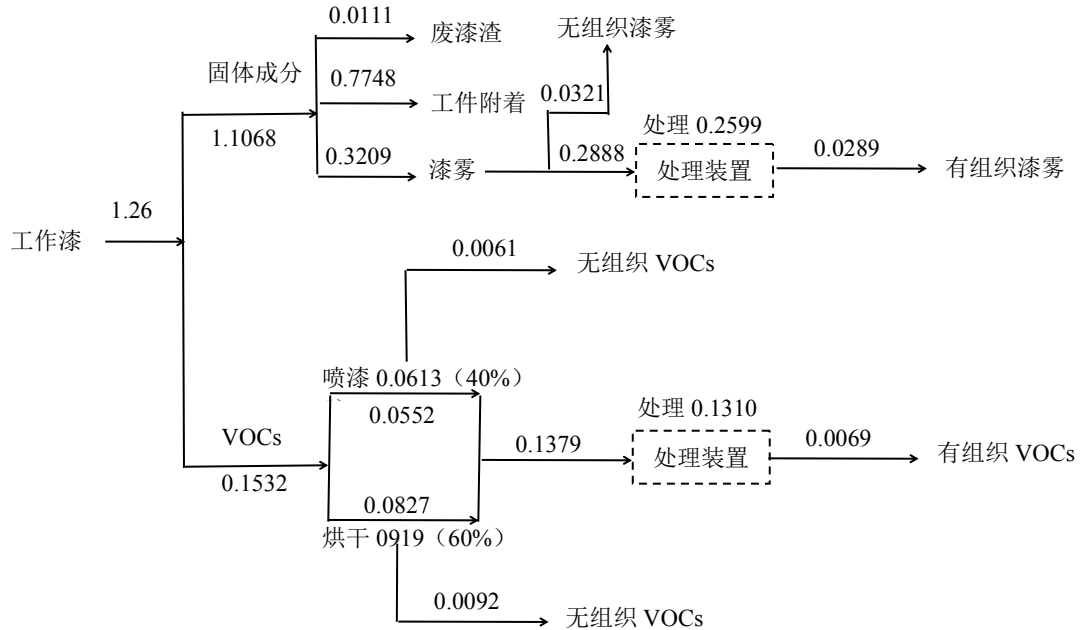 0.0111
废漆渣
无组织漆雾
固体成分
0.7748
工件附着
0.0321
处理 0.2599
1.1068
0.3209
漆雾
0.2888
处理装置
0.0289
有组织漆雾
1.26
工作漆
0.0061
无组织 VOCs
喷漆 0.0613（40%）
0.0552
处理 0.1310
VOCs
0.1379
处理装置
0.0069
有组织 VOCs
0.1532
0.0827
烘干 0919（60%）
0.0092
无组织 VOCs